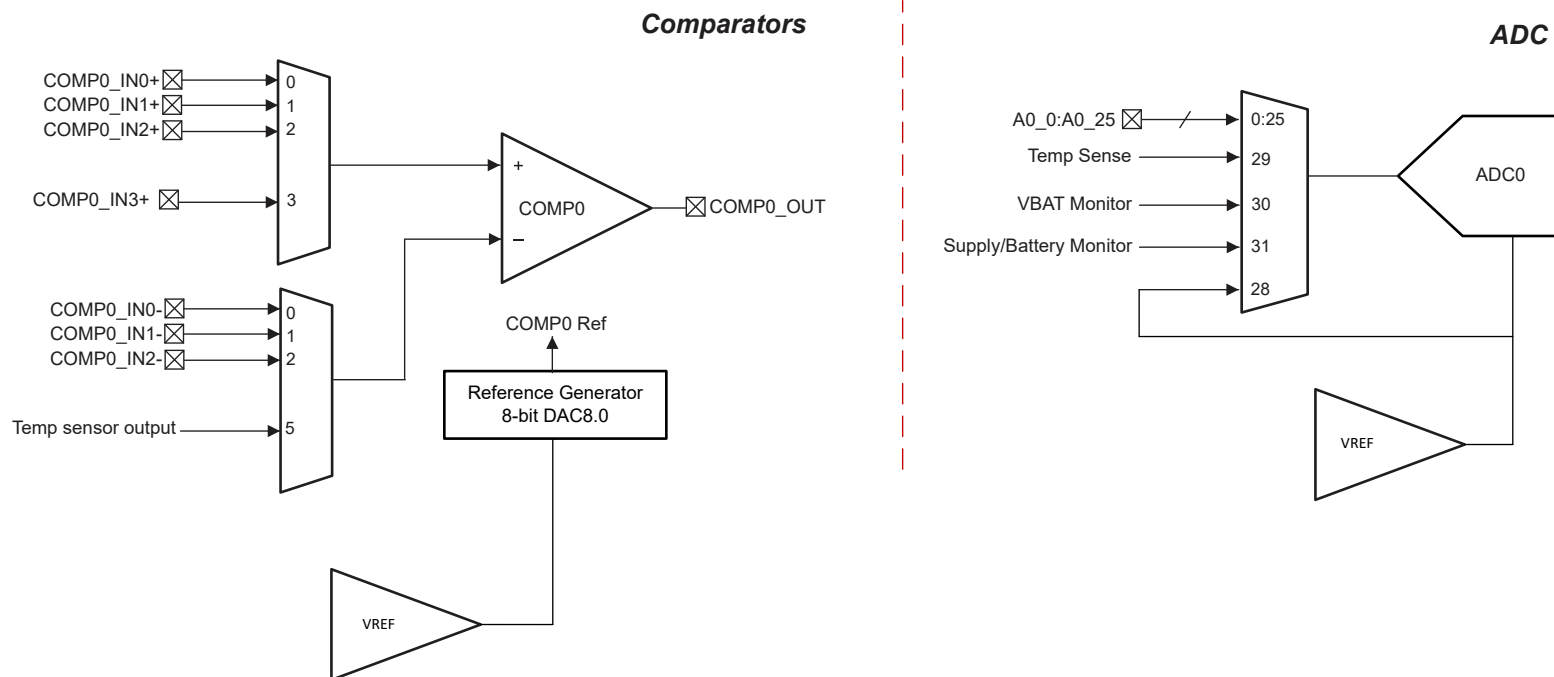 Comparators
COMP0_IN0+
COMP0_IN1+
COMP0_IN2+
COMP0_IN3+
0
1
2
3
+
COMP0
–
COMP0_OUT
COMP0_IN0-
COMP0_IN1-
COMP0_IN2-
Temp sensor output
0
1
2
5
COMP0 Ref
Reference Generator
8-bit DAC8.0
VREF
ADC
A0_0:A0_25
Temp Sense
VBAT Monitor
Supply/Battery Monitor
0:25
29
30
31
28
ADC0
VREF